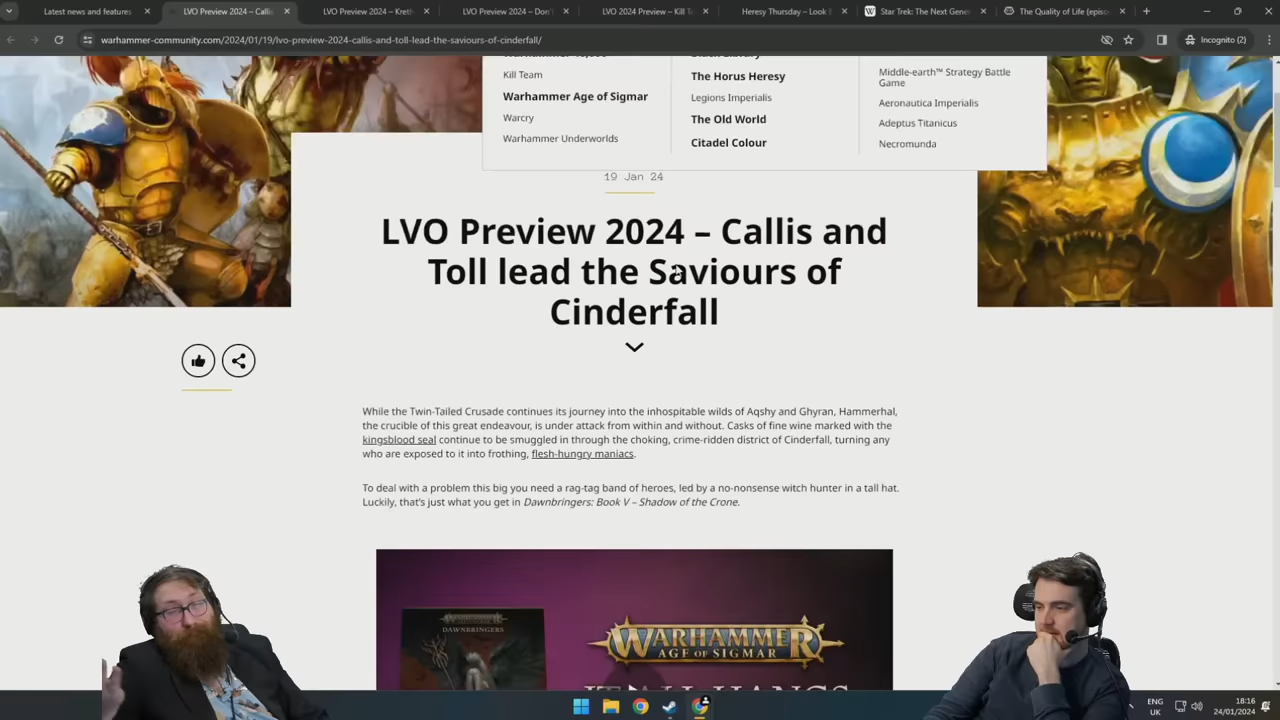 Latest news and features
LVO Preview 2024 – Callis
LVO Preview 2024 – Kreth
LVO Preview 2024 – Don't
LVO 2024 Preview – Kill T
Heresy Thursday – Look I
Star Trek: The Next Gener
The Quality of Life (episo
warhammer-community.com/2024/01/19/lvo-preview-2024-callis-and-toll-lead-the-saviours-of-cinderfall/
Incognito (2)
Kill Team
Warhammer Age of Sigmar
Warcry
Warhammer Underworlds
The Horus Heresy
Legions Imperialis
The Old World
Citadel Colour
Middle-earth™ Strategy Battle
Game
Aeronautica Imperialis
Adeptus Titanicus
Necromunda
19 Jan 24
LVO Preview 2024 – Callis and
Toll lead the Saviours of
Cinderfall
While the Twin-Tailed Crusade continues its journey into the inhospitable wilds of Aqshy and Ghyran, Hammerhal,
the crucible of this great endeavour, is under attack from within and without. Casks of fine wine marked with the
kingsblood seal continue to be smuggled in through the choking, crime-ridden district of Cinderfall, turning any
who are exposed to it into frothing, flesh-hungry maniacs.
To deal with a problem this big you need a rag-tag band of heroes, led by a no-nonsense witch hunter in a tall hat.
Luckily, that's just what you get in Dawnbringers: Book V – Shadow of the Crone.
DAWNBRINGERS
WARHAMMER
AGE OF SIGMAR
ENG
UK
18:16
24/01/2024